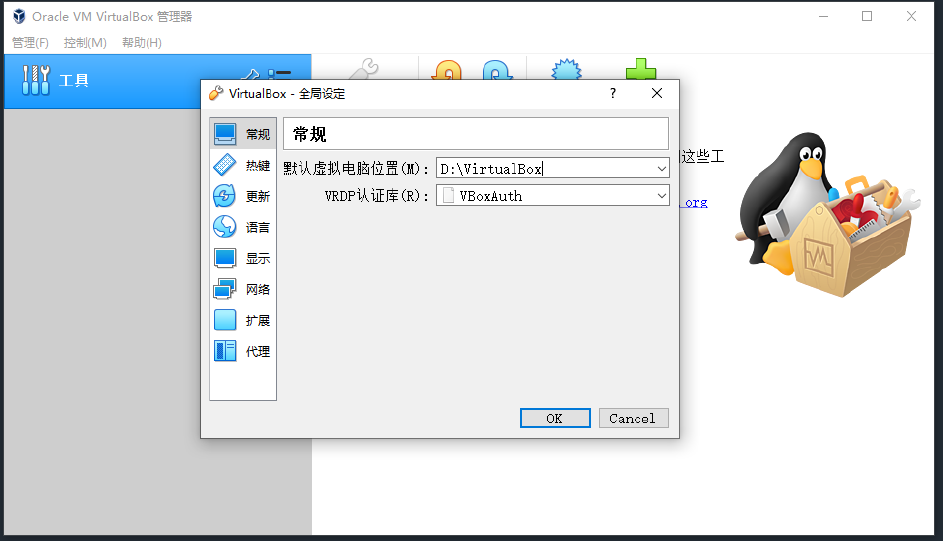 Oracle VM VirtualBox 管理器
管理(F) 控制(M) 帮助(H)
工具
VirtualBox - 全局设定
?
常规
热键
更新
语言
显示
网络
扩展
代理
常规
默认虚拟电脑位置(M): D:\VirtualBox
VRDP认证库(R): VBoxAuth
OK Cancel
这些工
.org